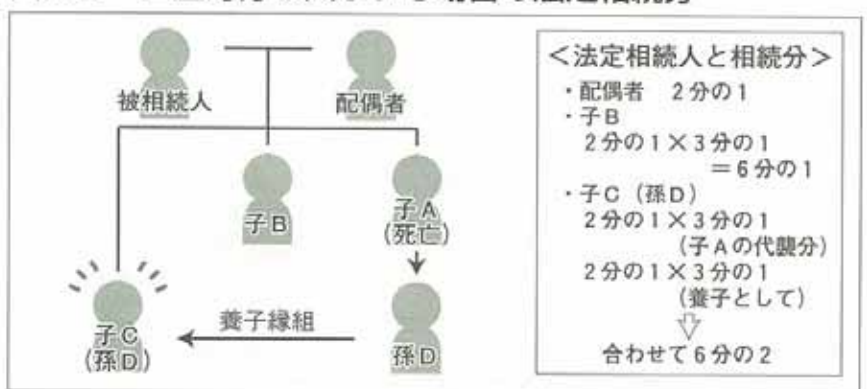 被相続人
配偶者
子B
子A
(死亡)
子C
(孫D)
養子縁組
孫D
＜法定相続人と相続分＞
・配偶者　2分の1
・子B
2分の1×3分の1
＝6分の1
・子C（孫D）
2分の1×3分の1
(子Aの代襲分)
2分の1×3分の1
(養子として)
合わせて6分の2